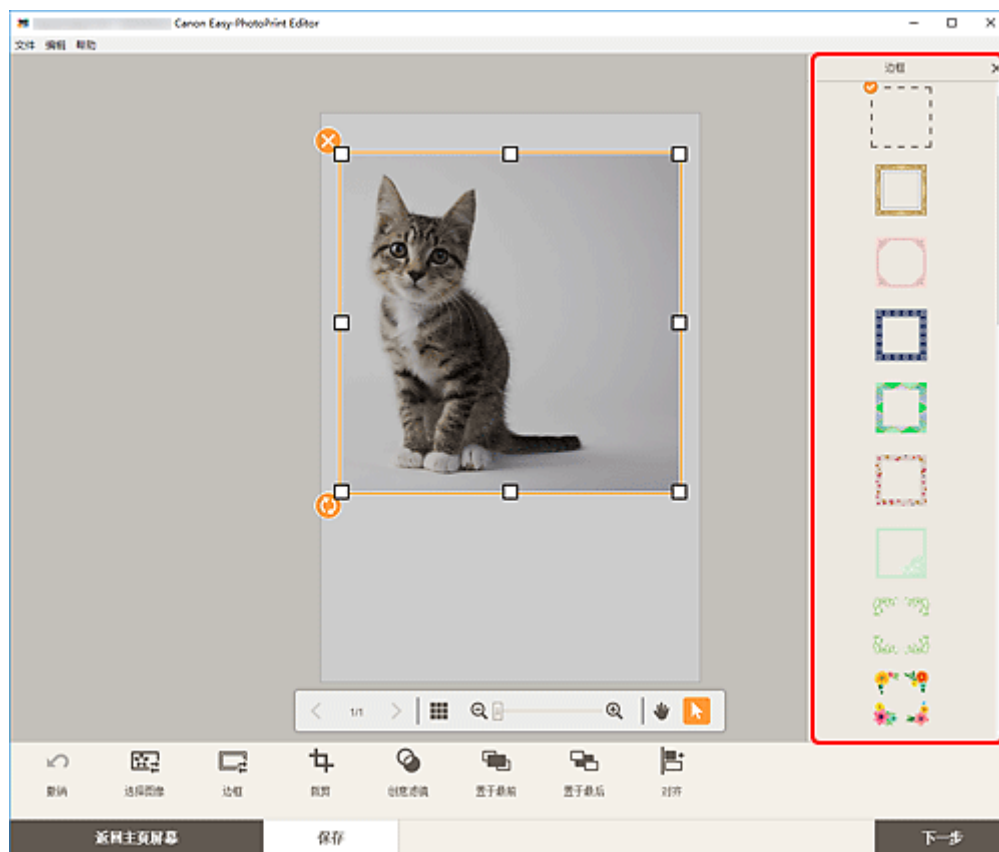 Canon Easy-PhotoPrint Editor
文件 编辑 帮助
边框
1/1
撤销 选择图像 边框 裁剪 创意滤镜 置于最前 置于最后 对齐
返回主页屏幕 保存 下一步